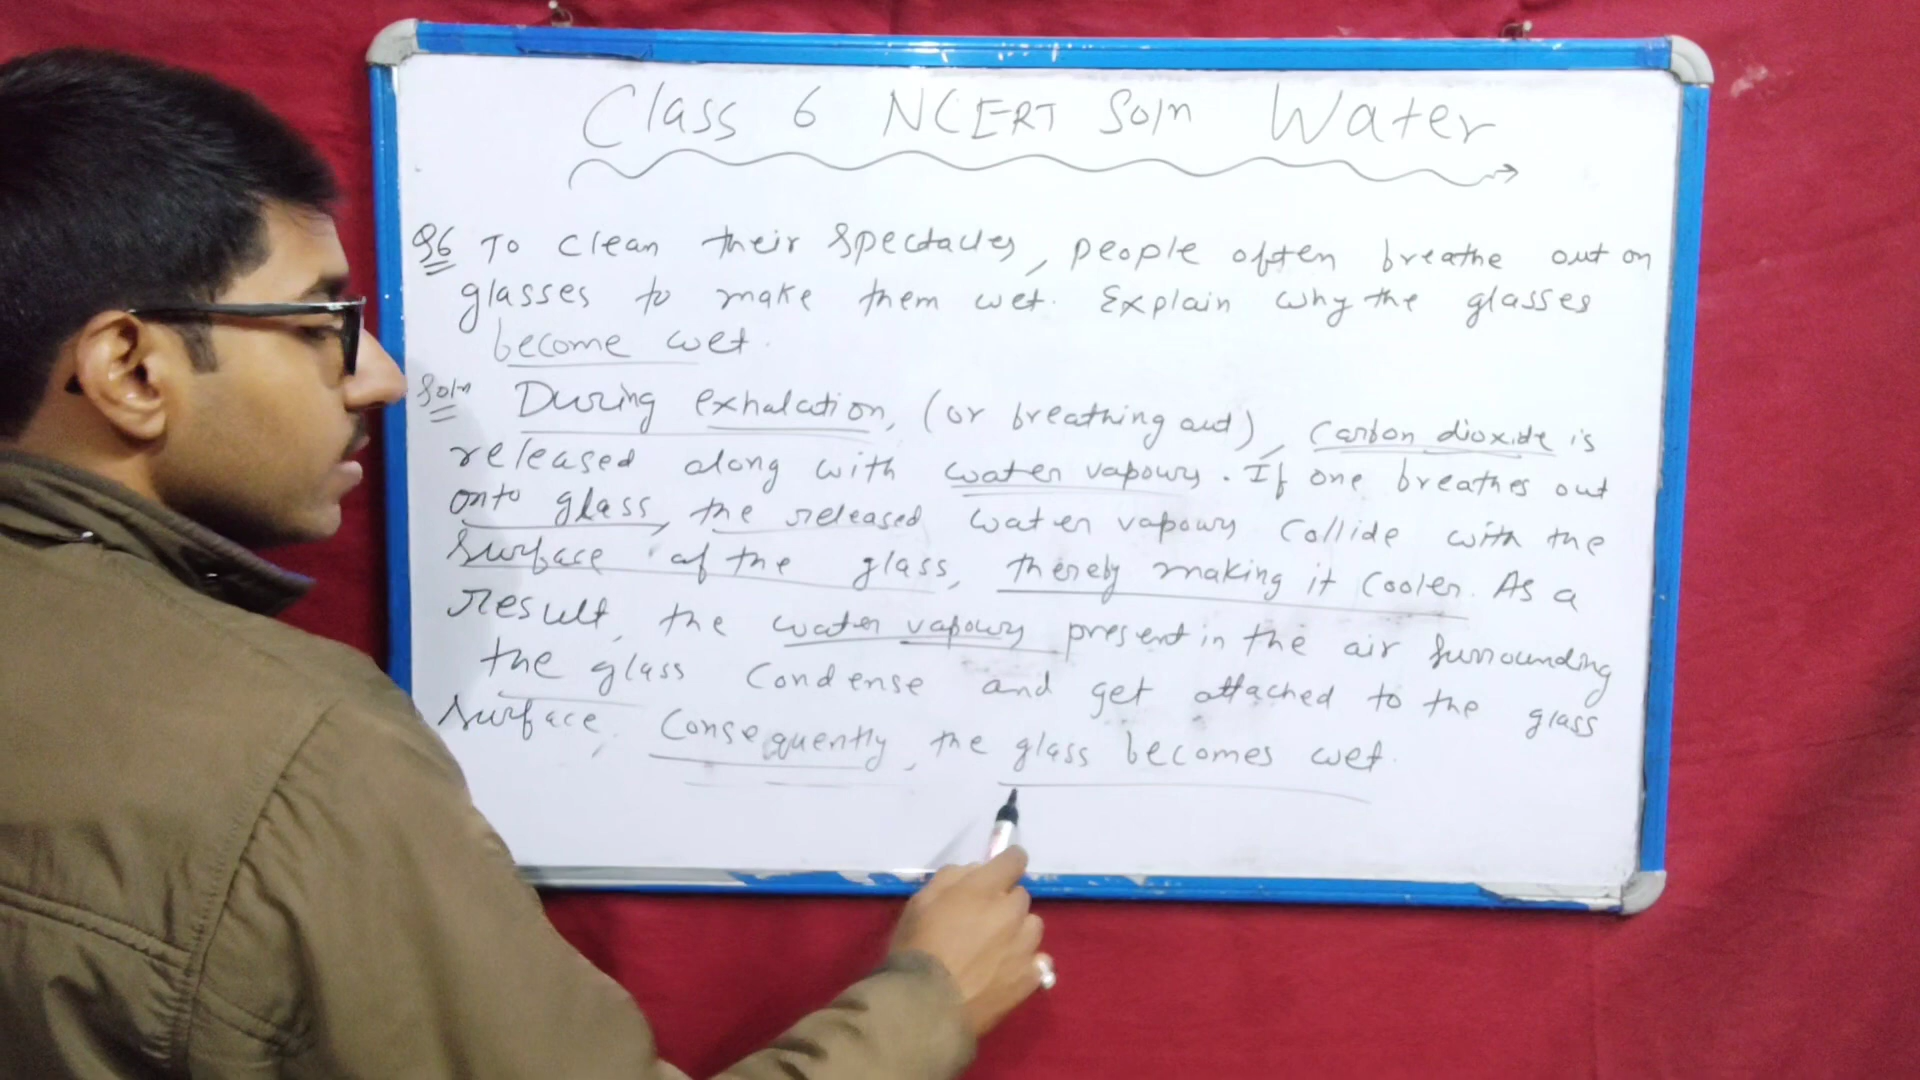 Class 6 NCERT Soln Water
Q6 To clean their spectacles, people often breathe out on
glasses to make them wet. Explain why the glasses
become wet.
Soln During exhalation, (or breathing out), carbon dioxide is
released along with water vapours. If one breathes out
onto glass, the released water vapours collide with the
surface of the glass, thereby making it cooler. As a
result, the water vapours present in the air surrounding
the glass condense and get attached to the glass
surface. Consequently, the glass becomes wet.